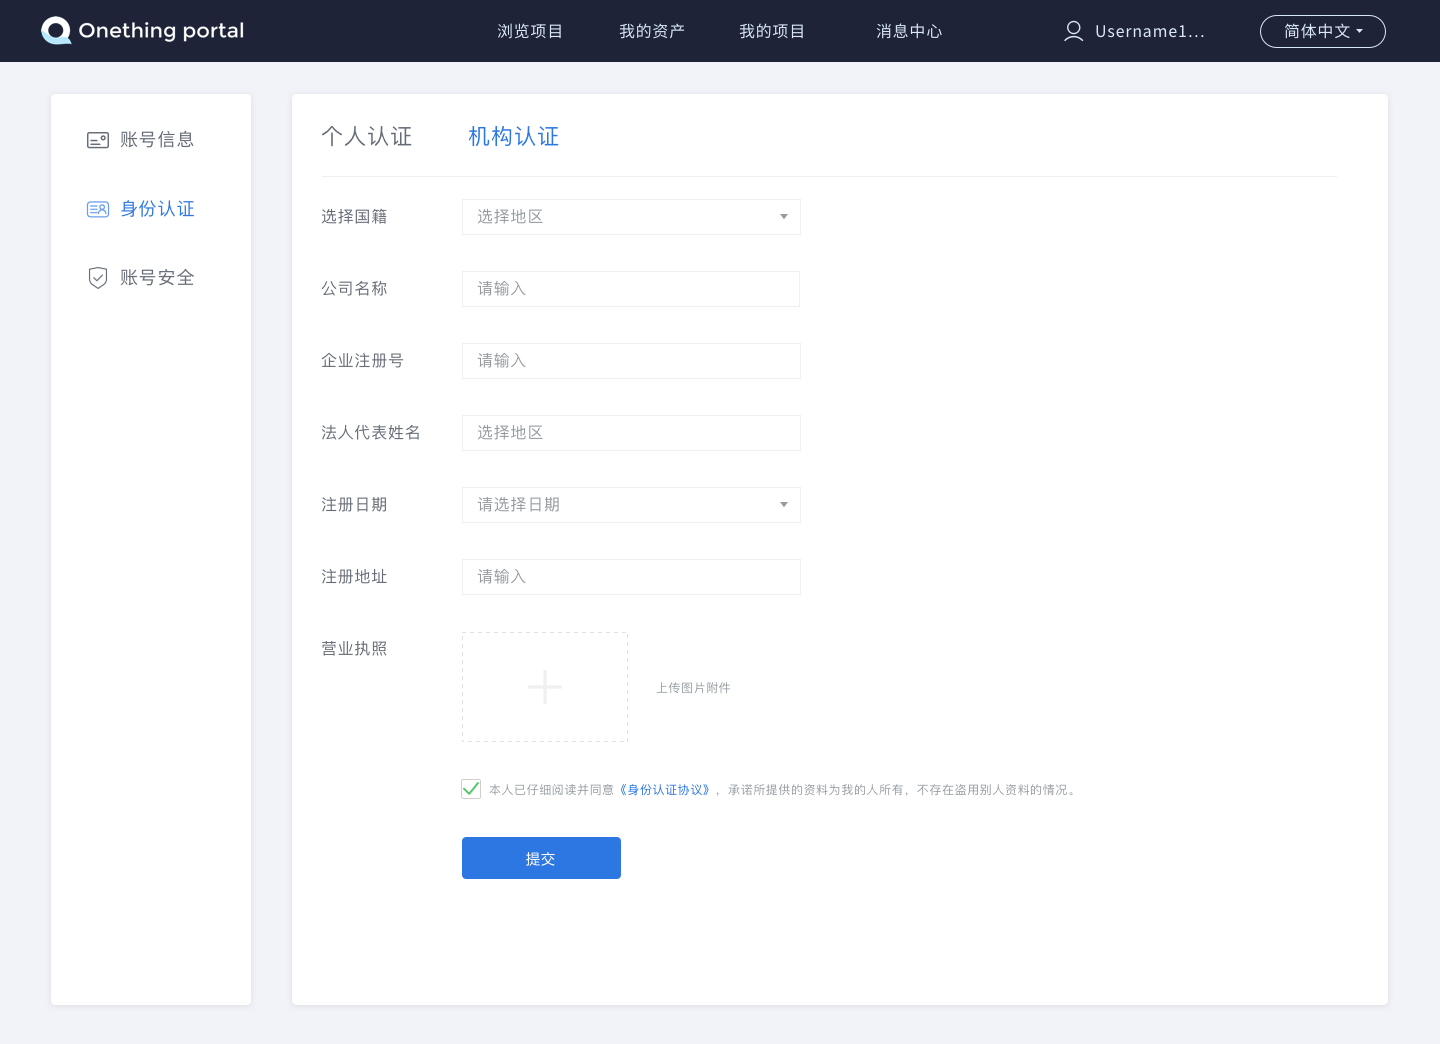 Onething portal
浏览项目
我的资产
我的项目
消息中心
Username1...
简体中文
账号信息
身份认证
账号安全
个人认证
机构认证
选择国籍
选择地区
公司名称
请输入
企业注册号
请输入
法人代表姓名
选择地区
注册日期
请选择日期
注册地址
请输入
营业执照
上传图片附件
本人已仔细阅读并同意《身份认证协议》，承诺所提供的资料为我的人所有，不存在盗用别人资料的情况。
提交